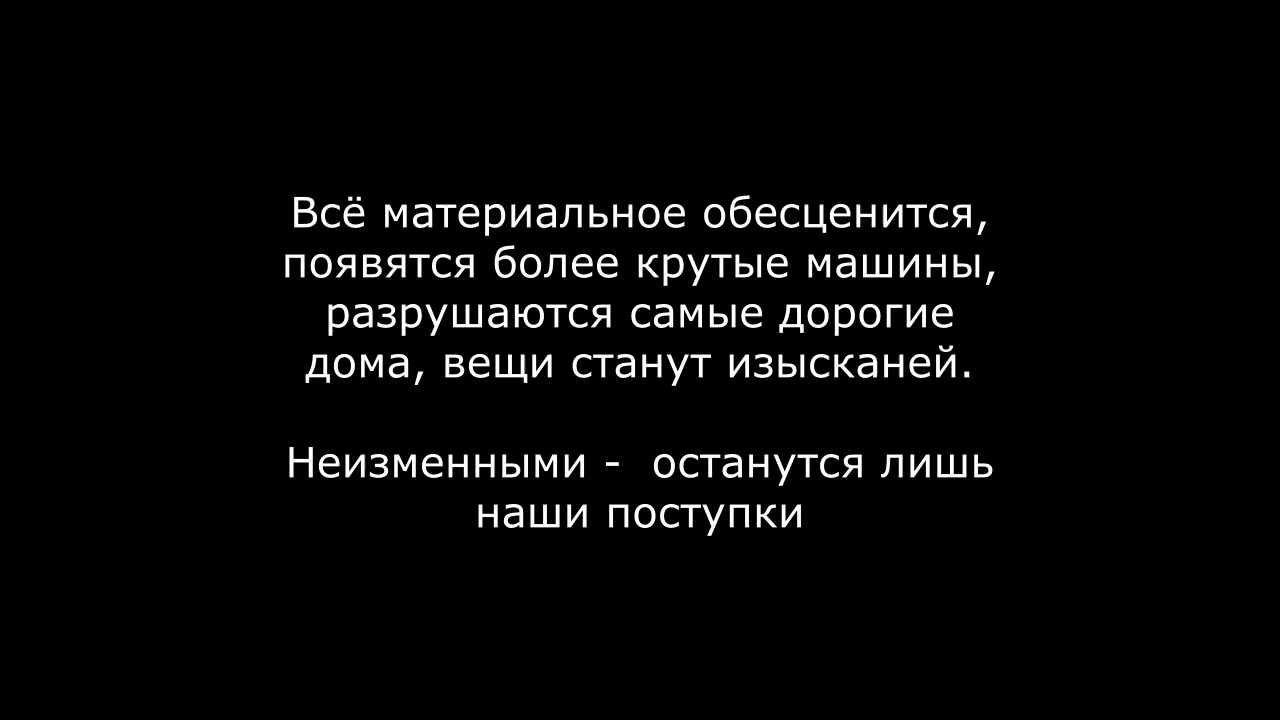 Всё материальное обесценится,
появятся более крутые машины,
разрушаются самые дорогие
дома, вещи станут изысканей.
Неизменными -  останутся лишь
наши поступки